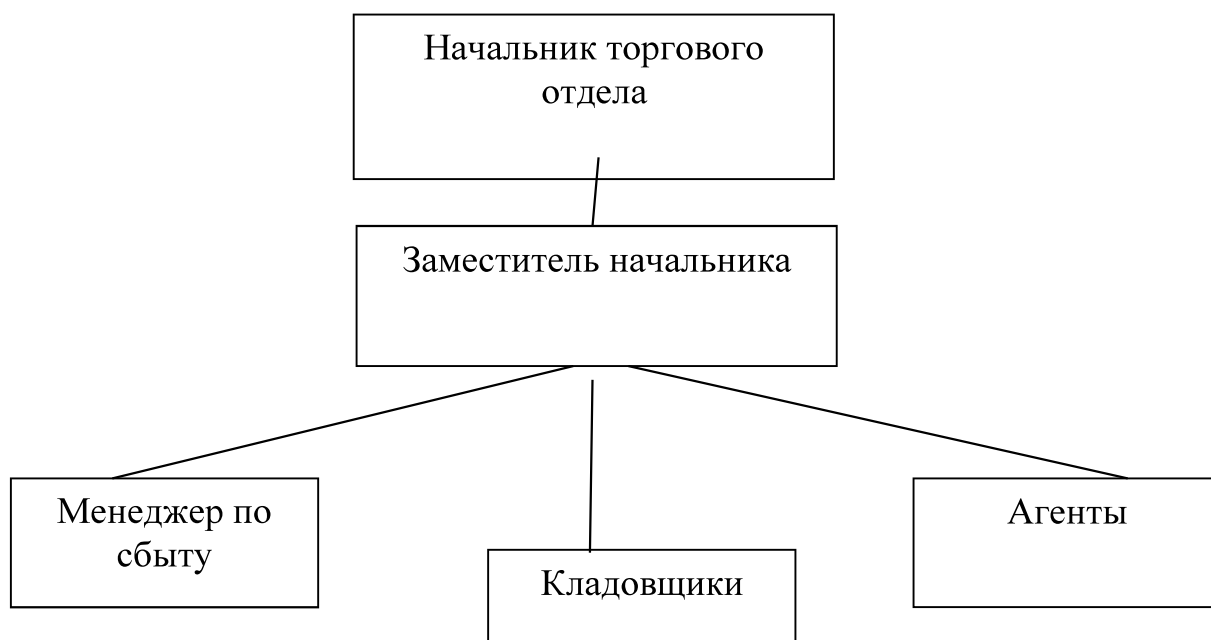 Начальник торгового
отдела
Заместитель начальника
Менеджер по
сбыту
Кладовщики
Агенты